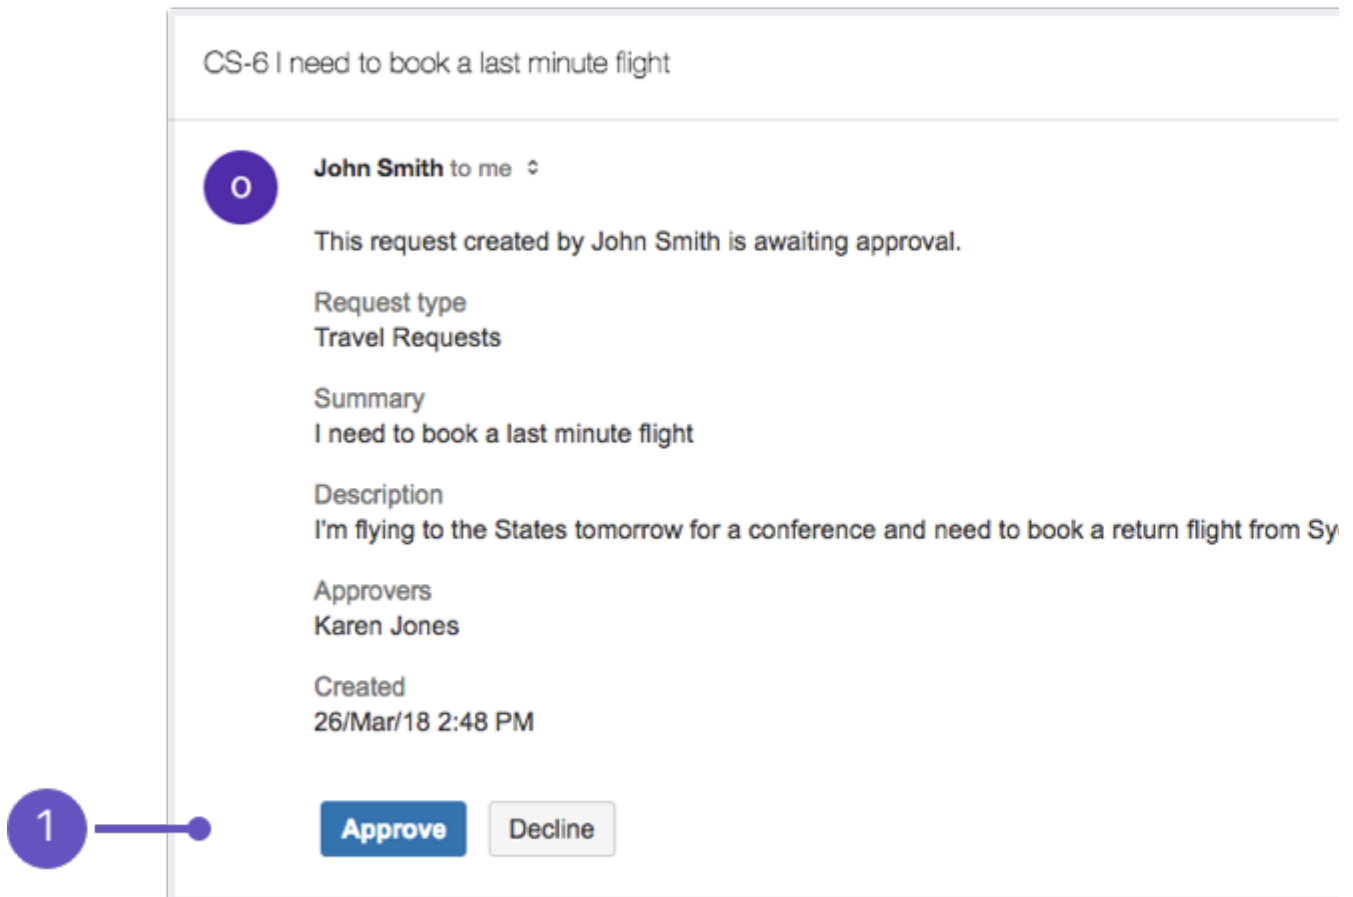 CS-6 I need to book a last minute flight
O
John Smith to me
This request created by John Smith is awaiting approval.
Request type
Travel Requests
Summary
I need to book a last minute flight
Description
I'm flying to the States tomorrow for a conference and need to book a return flight from
Approvers
Karen Jones
Created
26/Mar/18 2:48 PM
1
Approve Decline